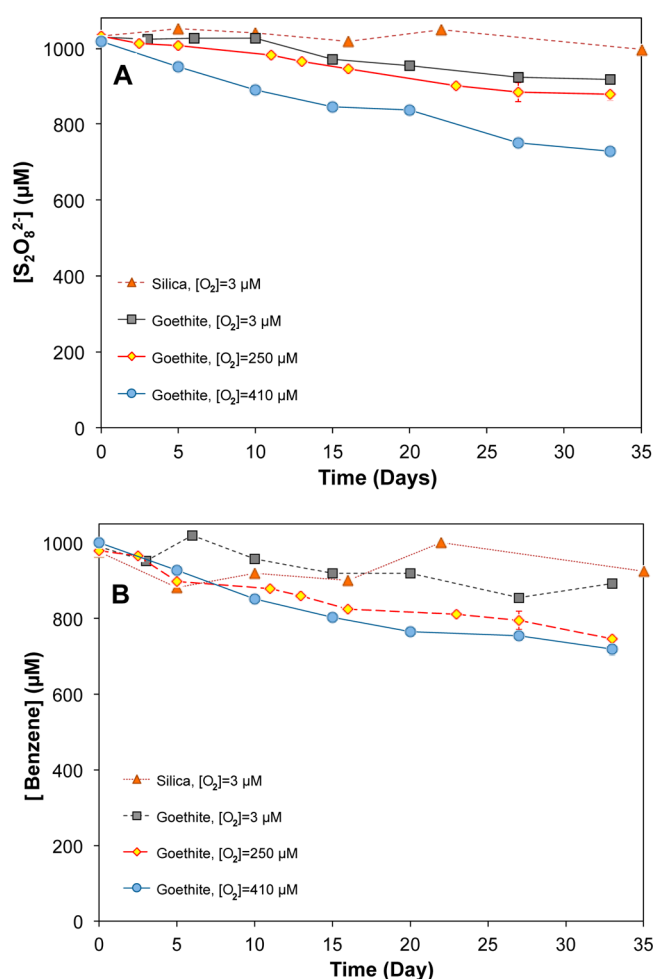 1000
800
600
400
200
0
[S₂O₈²⁻] (µM)
A
Silica, [O₂]=3 µM
Goethite, [O₂]=3 µM
Goethite, [O₂]=250 µM
Goethite, [O₂]=410 µM
0 5 10 15 20 25 30 35
Time (Days)
1000
800
600
400
200
0
[Benzene] (µM)
B
Silica, [O₂]=3 µM
Goethite, [O₂]=3 µM
Goethite, [O₂]=250 µM
Goethite, [O₂]=410 µM
0 5 10 15 20 25 30 35
Time (Day)